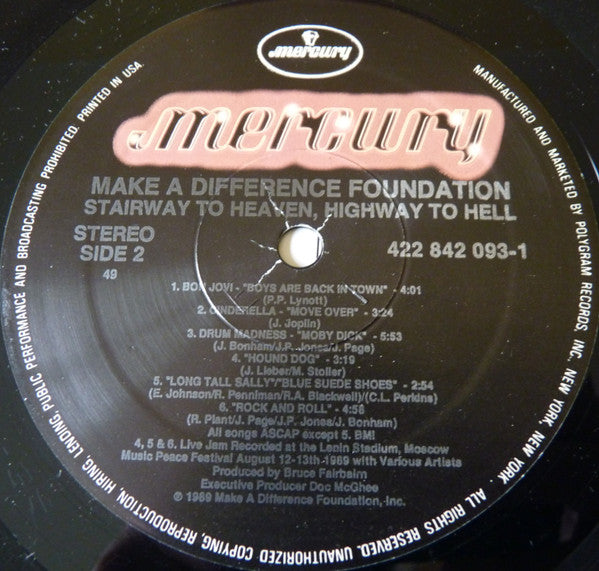 mercury
mercury
MAKE A DIFFERENCE FOUNDATION
STAIRWAY TO HEAVEN, HIGHWAY TO HELL
STEREO
SIDE 2
49
422 842 093-1
1. BON JOVI - "BOYS ARE BACK IN TOWN" - 4:01
(P.P. Lynott)
2. CINDERELLA - "MOVE OVER" - 3:24
(J. Joplin)
3. DRUM MADNESS - "MOBY DICK" - 5:53
(J. Bonham/J.P. Jones/J. Page)
4. "HOUND DOG" - 3:19
(J. Lieber/M. Stoller)
5. "LONG TALL SALLY"/"BLUE SUEDE SHOES" - 2:54
(E. Johnson/R. Penniman/R.A. Blackwell)/(C.L. Perkins)
6. "ROCK AND ROLL" - 4:58
(R. Plant/J. Page/J.P. Jones/J. Bonham)
All songs ASCAP except 5. BMI
4, 5 & 6. Live Jam Recorded at the Lenin Stadium, Moscow
Music Peace Festival August 12-13th 1989 with Various Artists
Produced by Bruce Fairbairn
Executive Producer Doc McGhee
℗ 1989 Make A Difference Foundation, Inc.
MANUFACTURED AND MARKETED BY POLYGRAM RECORDS, INC. NEW YORK, NEW YORK. ALL RIGHTS RESERVED. UNAUTHORIZED COPYING, REPRODUCTION, HIRING, LENDING, PUBLIC PERFORMANCE AND BROADCASTING PROHIBITED. PRINTED IN USA.